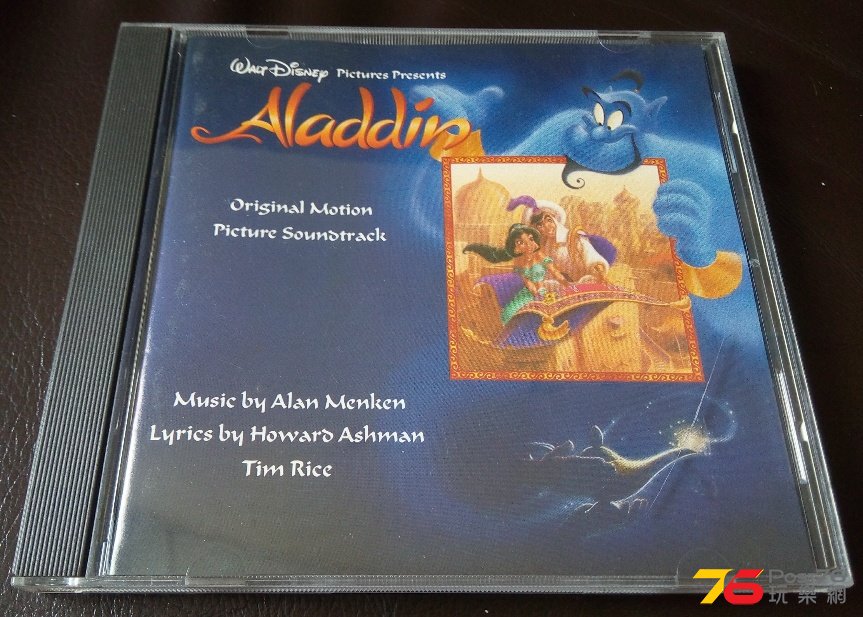 Walt Disney Pictures Presents
Aladdin
Original Motion
Picture Soundtrack
Music by Alan Menken
Lyrics by Howard Ashman
Tim Rice
76 Post76
玩樂網